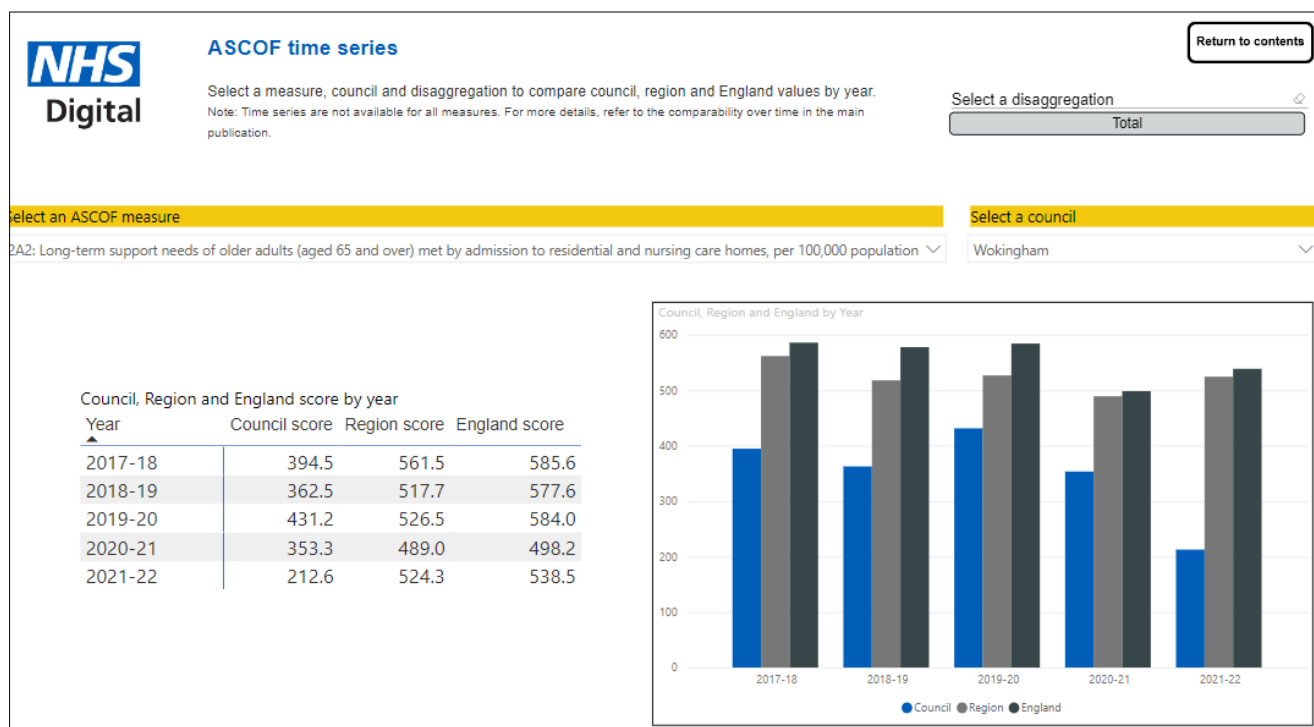 NHS
Digital
ASCOF time series
Select a measure, council and disaggregation to compare council, region and England values by year.
Note: Time series are not available for all measures. For more details, refer to the comparability over time in the main
publication.
Return to contents
Select a disaggregation
Total
Select an ASCOF measure
2A2: Long-term support needs of older adults (aged 65 and over) met by admission to residential and nursing care homes, per 100,000 population
Select a council
Wokingham
Council, Region and England score by year
Year Council score Region score England score
2017-18 394.5 561.5 585.6
2018-19 362.5 517.7 577.6
2019-20 431.2 526.5 584.0
2020-21 353.3 489.0 498.2
2021-22 212.6 524.3 538.5
Council, Region and England by Year
600
500
400
300
200
100
0
2017-18 2018-19 2019-20 2020-21 2021-22
Council Region England